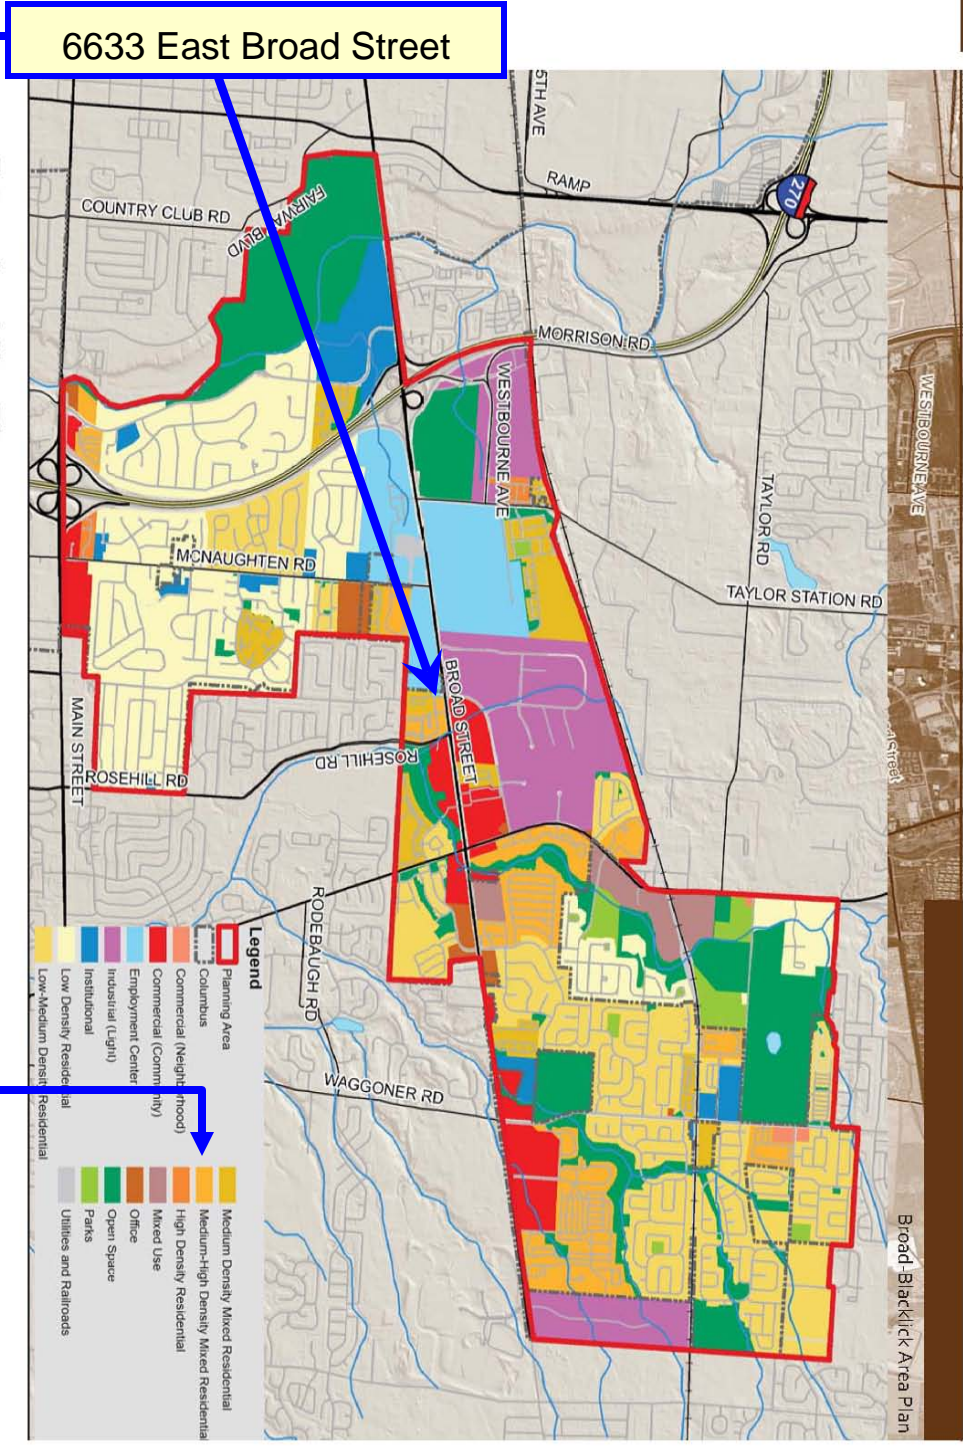 6633 East Broad Street
5TH AVE
RAMP
270
COUNTRY CLUB RD
FAIRWA BLVD
MORRISON RD
WESTBOURNE AVE
WESTBOURNE AVE
TAYLOR RD
MCNAUGHTEN RD
TAYLOR STATION RD
BROAD STREET
MAIN STREET
ROSEHILL RD
ROSEHILL RD
RODEBAUGH RD
WAGGONER RD
Legend
Planning Area
Columbus
Commercial (Neighborhood)
Commercial (Community)
Employment Center
Industrial (Light)
Institutional
Low Density Residential
Low-Medium Density Residential
Medium Density Mixed Residential
Medium-High Density Mixed Residential
High Density Residential
Mixed Use
Office
Open Space
Parks
Utilities and Railroads
Broad-Blacklick Area Plan